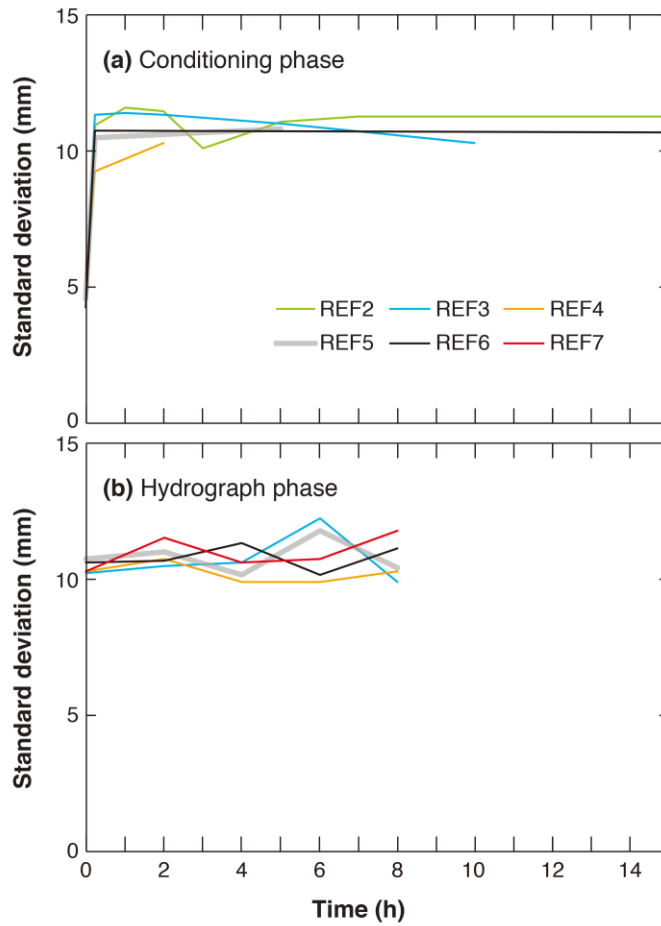 15
(a) Conditioning phase
10
Standard deviation (mm)
REF2 REF3 REF4
5
REF5 REF6 REF7
0
15
(b) Hydrograph phase
10
Standard deviation (mm)
5
0
0 2 4 6 8 10 12 14
Time (h)